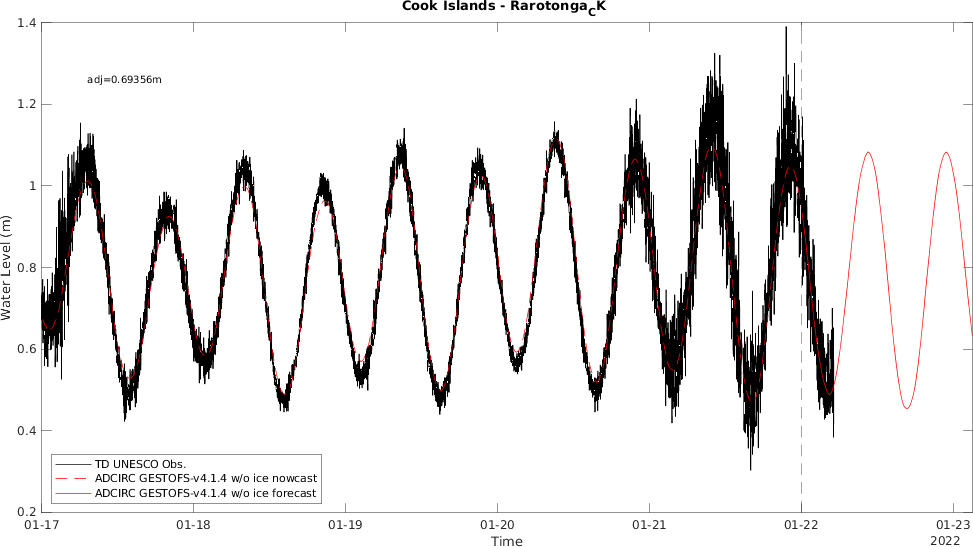 Cook Islands - Rarotonga_CK
adj=0.69356m
1.4
1.2
1
0.8
0.6
0.4
0.2
Water Level (m)
TD UNESCO Obs.
ADCIRC GESTOFS-v4.1.4 w/o ice nowcast
ADCIRC GESTOFS-v4.1.4 w/o ice forecast
01-17 01-18 01-19 01-20 01-21 01-22 01-23
Time
2022